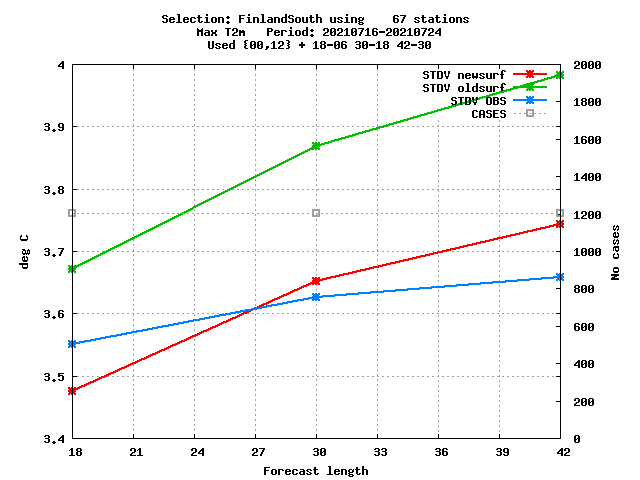 Selection: FinlandSouth using    67 stations
Max T2m   Period: 20210716-20210724
Used {00,12} + 18-06 30-18 42-30
STDV newsurf
STDV oldsurf
STDV OBS
CASES
4
3.9
3.8
3.7
3.6
3.5
3.4
deg C
2000
1800
1600
1400
1200
1000
800
600
400
200
0
No cases
18 21 24 27 30 33 36 39 42
Forecast length